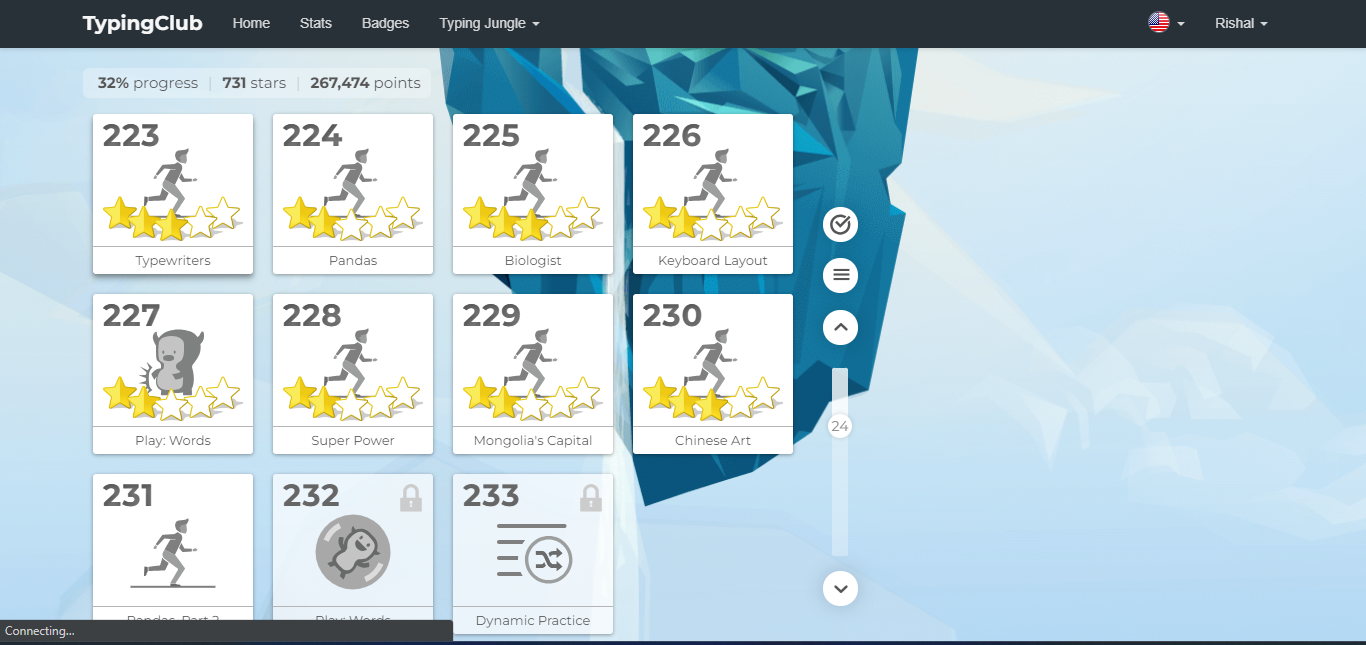 TypingClub Home Stats Badges Typing Jungle Rishal
32% progress | 731 stars | 267,474 points
223 224 225 226
Typewriters Pandas Biologist Keyboard Layout
227 228 229 230
24
Play: Words Super Power Mongolia's Capital Chinese Art
231 232 233
Pandas, Part 2 Play: Words Dynamic Practice
Connecting...